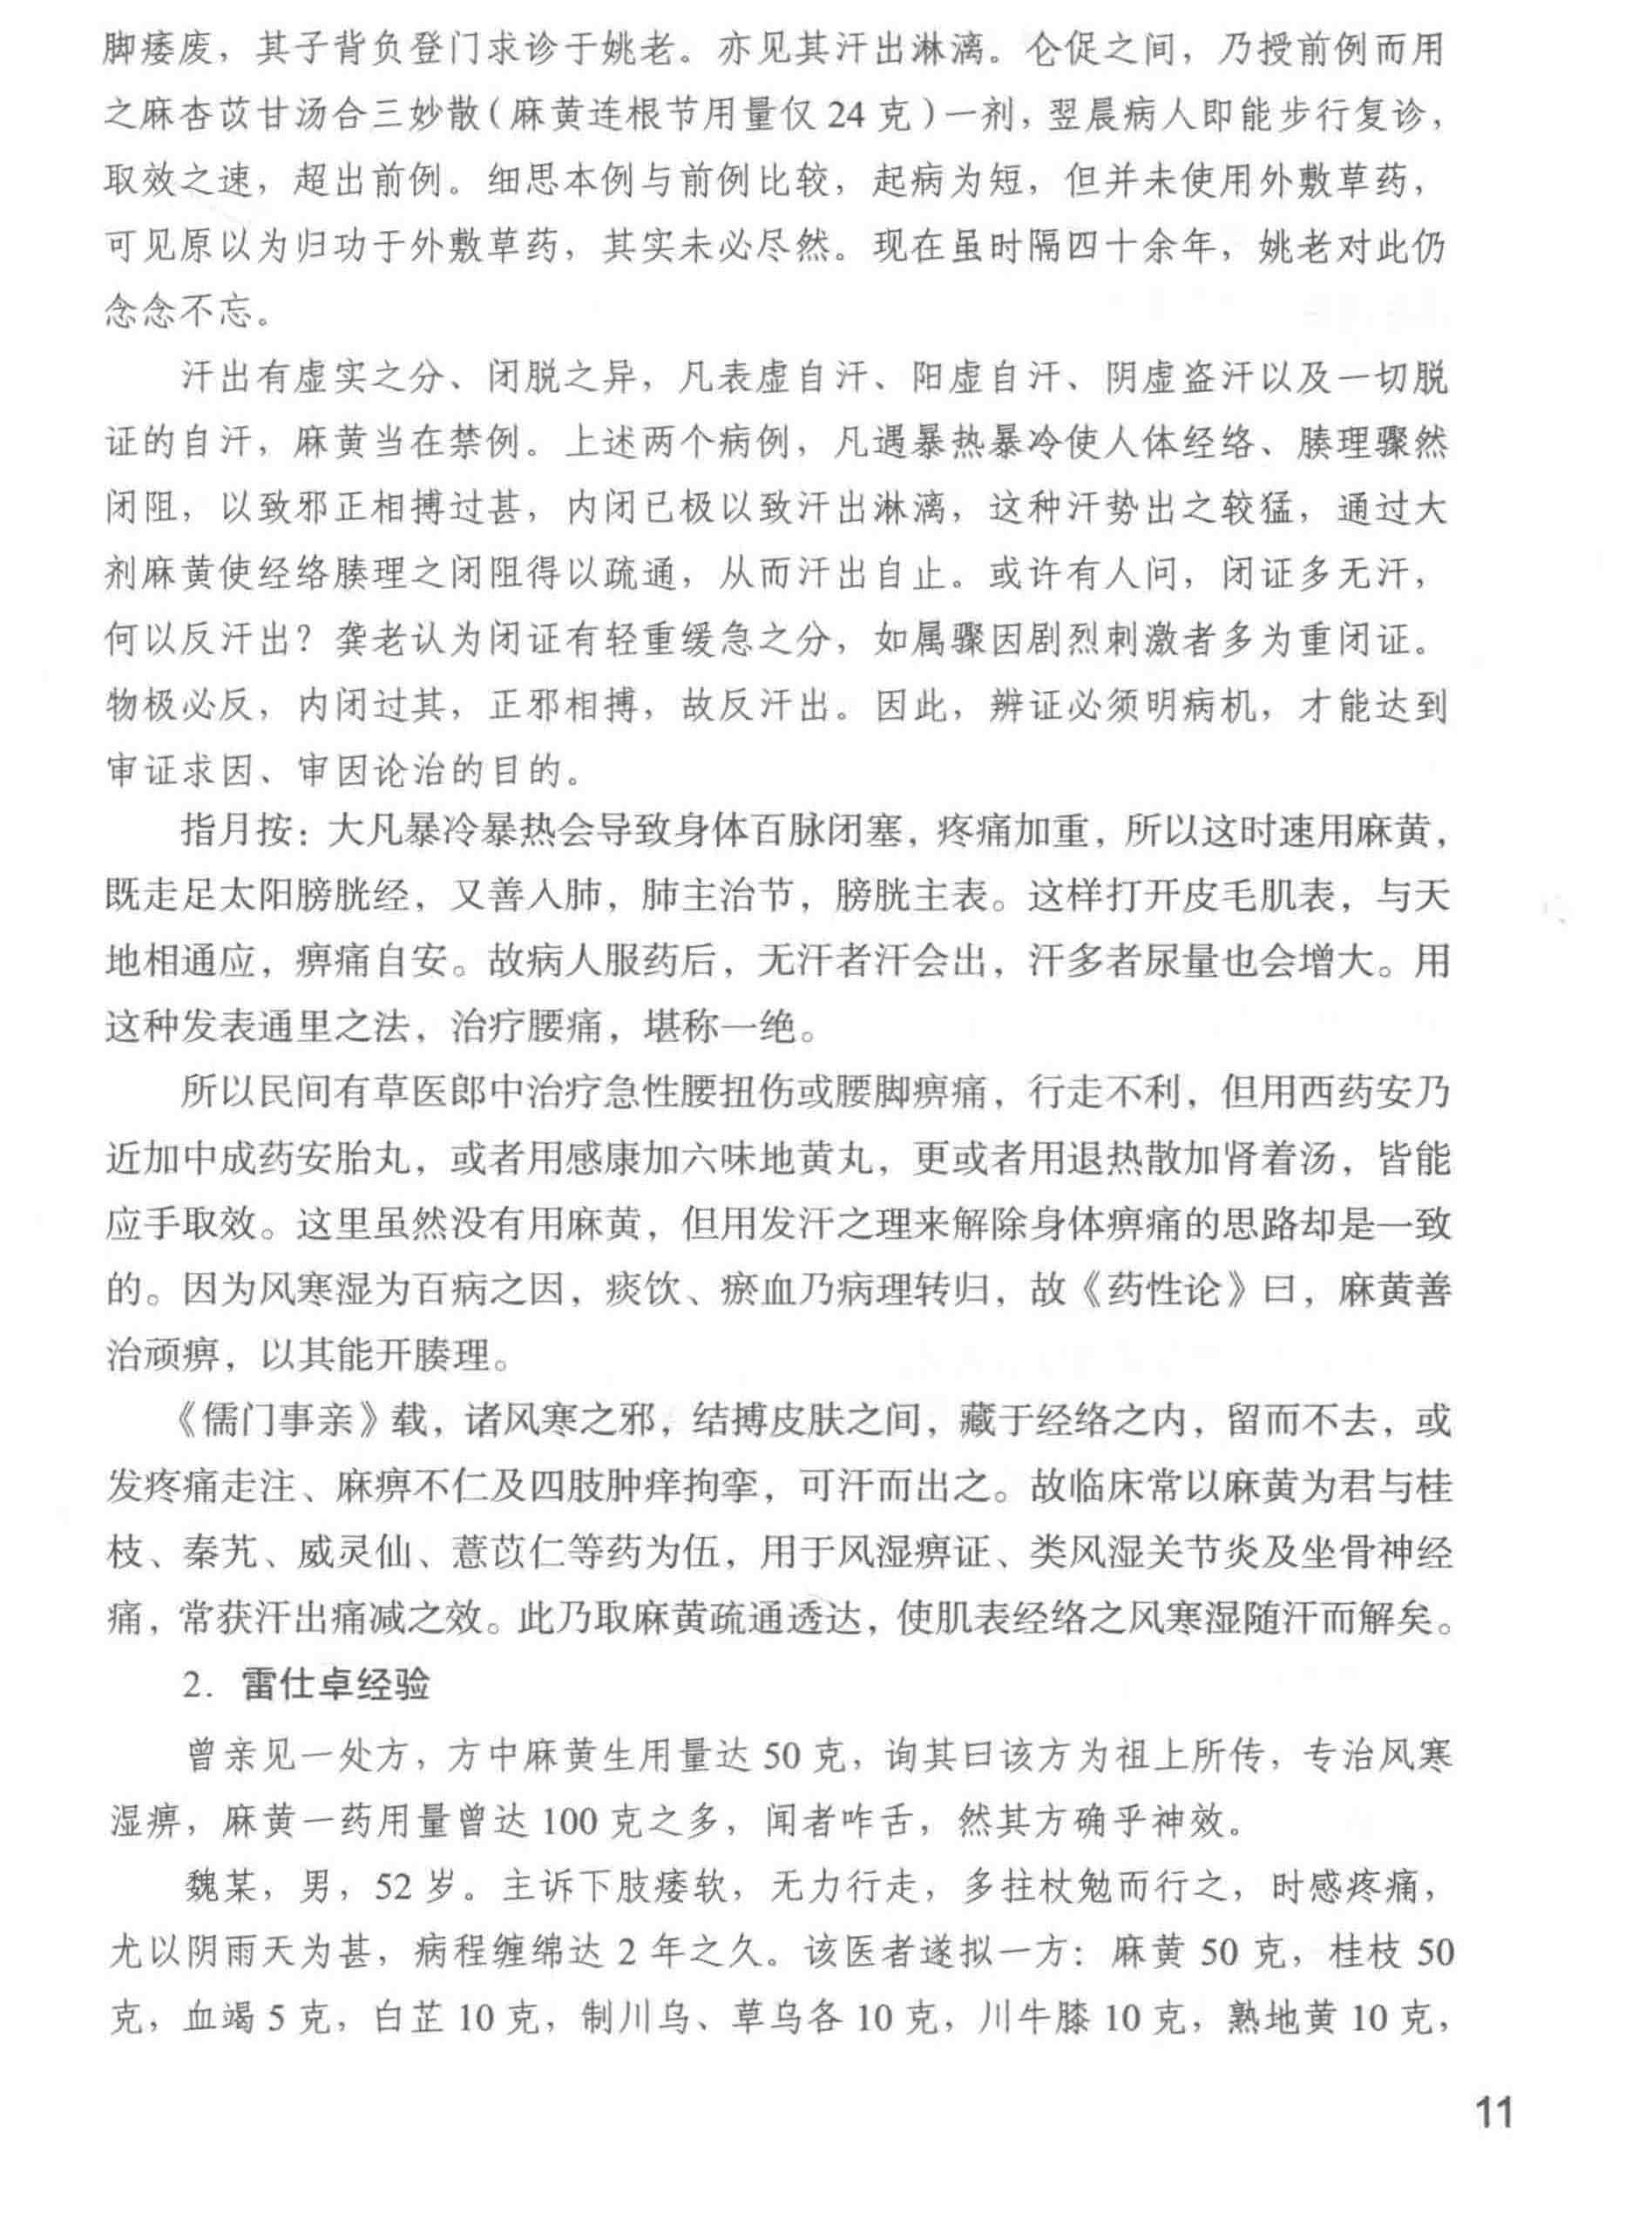 脚痿废，其子背负登门求诊于姚老。亦见其汗出淋漓。仑促之间，乃授前例而用
之麻杏苡甘汤合三妙散（麻黄连根节用量仅 24 克）一剂，翌晨病人即能步行复诊，
取效之速，超出前例。细思本例与前例比较，起病为短，但并未使用外敷草药，
可见原以为归功于外敷草药，其实未必尽然。现在虽时隔四十余年，姚老对此仍
念念不忘。
汗出有虚实之分、闭脱之异，凡表虚自汗、阳虚自汗、阴虚盗汗以及一切脱
证的自汗，麻黄当在禁例。上述两个病例，凡遇暴热暴冷使人体经络、腠理骤然
闭阻，以致邪正相搏过甚，内闭已极以致汗出淋漓，这种汗势出之较猛，通过大
剂麻黄使经络腠理之闭阻得以疏通，从而汗出自止。或许有人问，闭证多无汗，
何以反汗出？龚老认为闭证有轻重缓急之分，如属骤因剧烈刺激者多为重闭证。
物极必反，内闭过其，正邪相搏，故反汗出。因此，辨证必须明病机，才能达到
审证求因、审因论治的目的。
指月按：大凡暴冷暴热会导致身体百脉闭塞，疼痛加重，所以这时速用麻黄，
既走足太阳膀胱经，又善入肺，肺主治节，膀胱主表。这样打开皮毛肌表，与天
地相通应，痹痛自安。故病人服药后，无汗者汗会出，汗多者尿量也会增大。用
这种发表通里之法，治疗腰痛，堪称一绝。
所以民间有草医郎中治疗急性腰扭伤或腰脚痹痛，行走不利，但用西药安乃
近加中成药安胎丸，或者用感康加六味地黄丸，更或者用退热散加肾着汤，皆能
应手取效。这里虽然没有用麻黄，但用发汗之理来解除身体痹痛的思路却是一致
的。因为风寒湿为百病之因，痰饮、瘀血乃病理转归，故《药性论》曰，麻黄善
治顽痹，以其能开腠理。
《儒门事亲》载，诸风寒之邪，结搏皮肤之间，藏于经络之内，留而不去，或
发疼痛走注、麻痹不仁及四肢肿痒拘挛，可汗而出之。故临床常以麻黄为君与桂
枝、秦艽、威灵仙、薏苡仁等药为伍，用于风湿痹证、类风湿关节炎及坐骨神经
痛，常获汗出痛减之效。此乃取麻黄疏通透达，使肌表经络之风寒湿随汗而解矣。
2. 雷仕卓经验
曾亲见一处方，方中麻黄生用量达 50 克，询其曰该方为祖上所传，专治风寒
湿痹，麻黄一药用量曾达 100 克之多，闻者咋舌，然其方确乎神效。
魏某，男，52 岁。主诉下肢痿软，无力行走，多拄杖勉而行之，时感疼痛，
尤以阴雨天为甚，病程缠绵达 2 年之久。该医者遂拟一方：麻黄 50 克，桂枝 50
克，血竭 5 克，白芷 10 克，制川乌、草乌各 10 克，川牛膝 10 克，熟地黄 10 克，
11